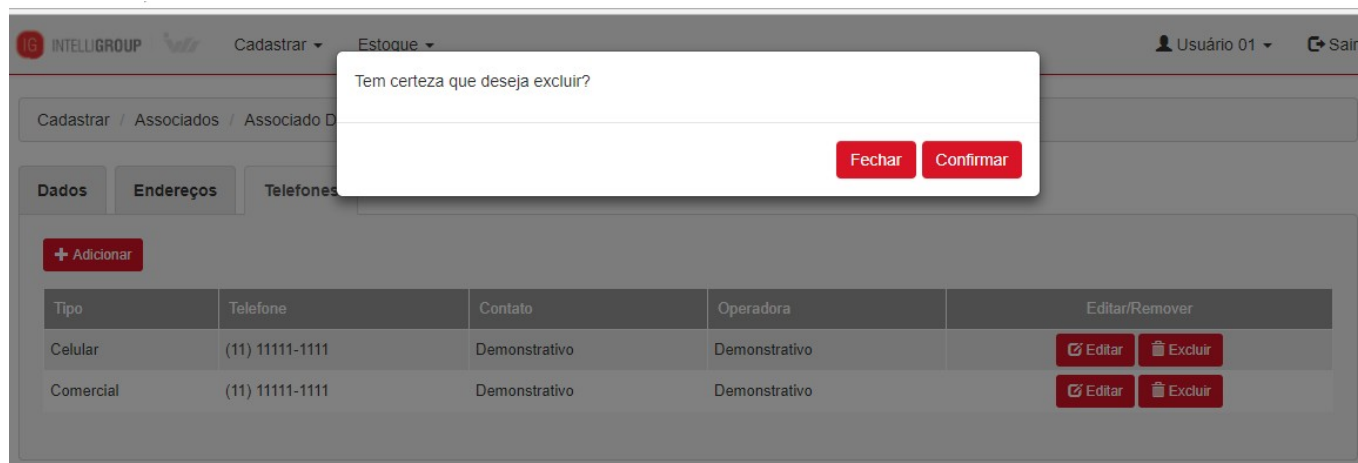 IG INTELLIGROUP Cadastrar Estoque Usuário 01 Sair
Tem certeza que deseja excluir?
Cadastrar / Associados / Associado D
Fechar Confirmar
Dados Endereços Telefones
Adicionar
Tipo Telefone Contato Operadora Editar/Remover
Celular (11) 11111-1111 Demonstrativo Demonstrativo Editar Excluir
Comercial (11) 11111-1111 Demonstrativo Demonstrativo Editar Excluir